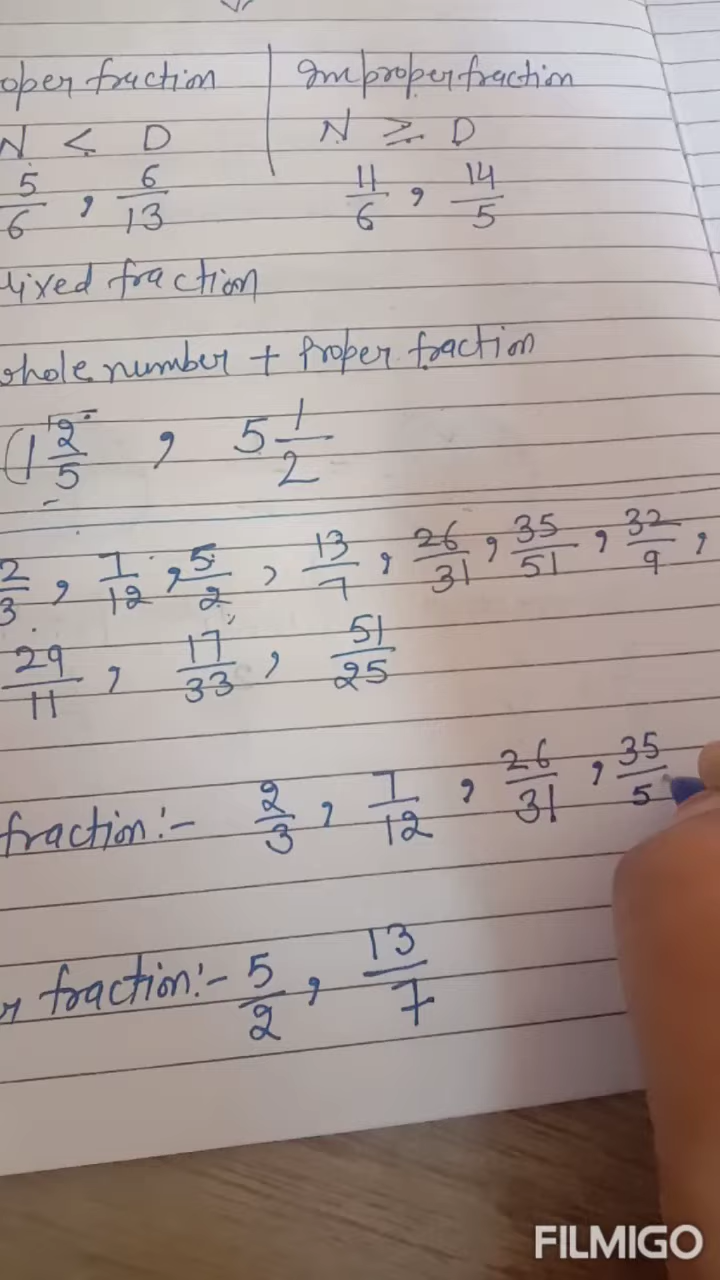 oper fraction | Improper fraction
N < D N ≥ D
5/6 , 6/13 11/6 , 14/5
Mixed fraction
whole number + Proper fraction
(1 2/5 , 5 1/2
2/3 , 7/12 , 5/2 , 13/7 , 26/31 , 35/51 , 32/9 ,
29/11 , 17/33 , 51/25
fraction:- 2/3 , 7/12 , 26/31 , 35/5
r fraction:- 5/2 , 13/7
FILMIGO